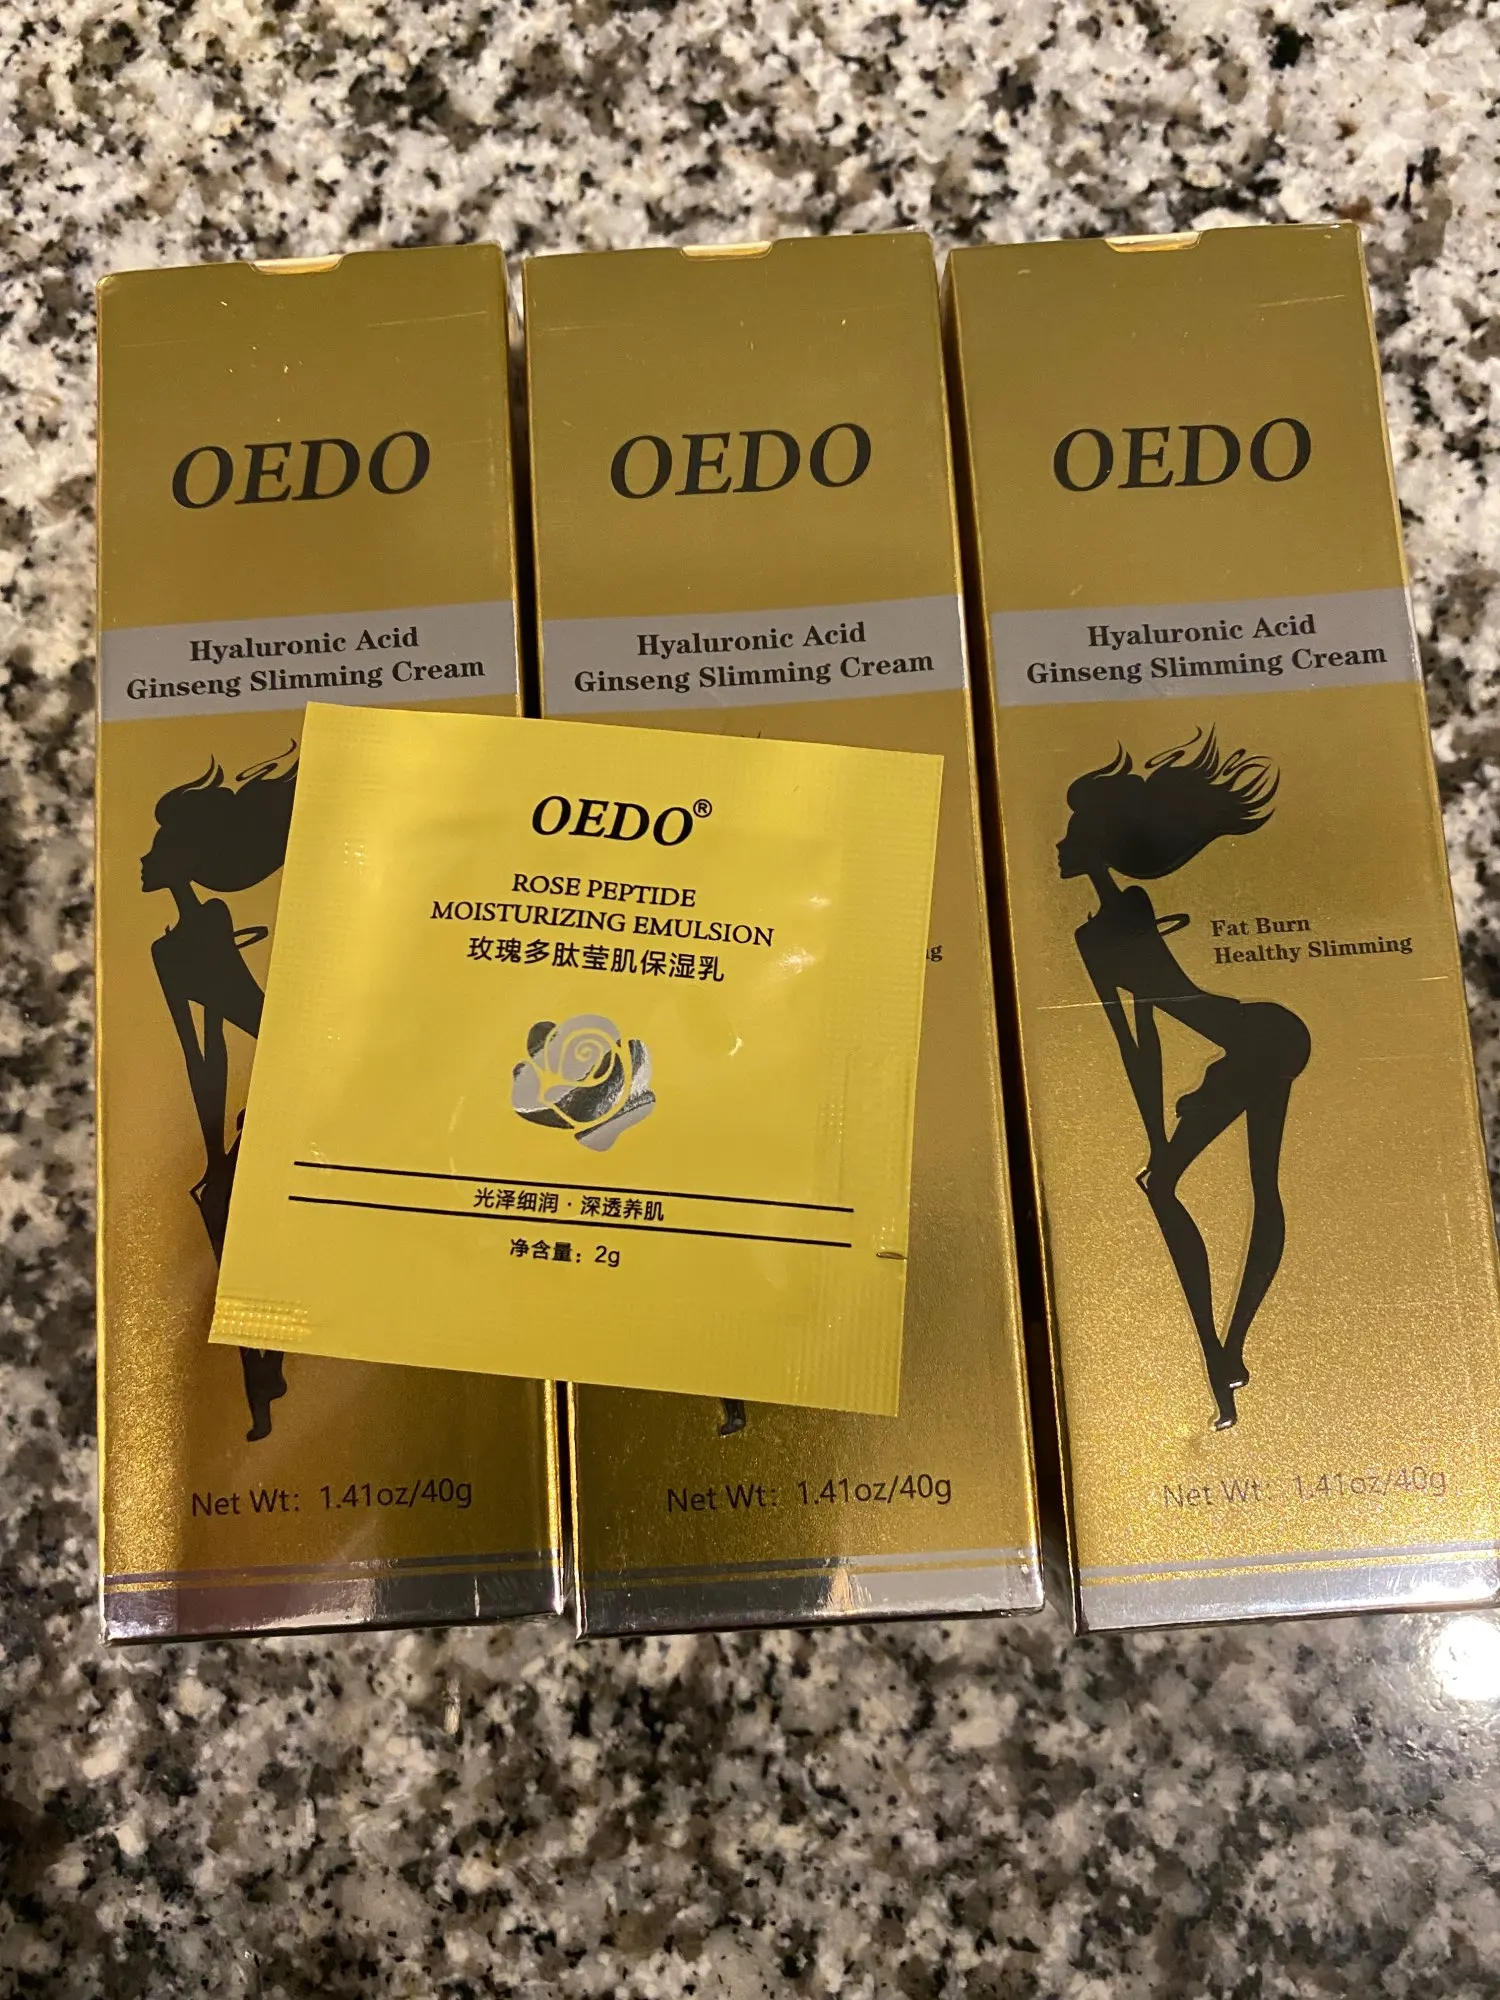 OEDO
Hyaluronic Acid
Ginseng Slimming Cream
Net Wt: 1.41oz/40g
OEDO
Hyaluronic Acid
Ginseng Slimming Cream
Net Wt: 1.41oz/40g
OEDO
Hyaluronic Acid
Ginseng Slimming Cream
Fat Burn
Healthy Slimming
Net Wt: 1.41oz/40g
OEDO®
ROSE PEPTIDE
MOISTURIZING EMULSION
玫瑰多肽莹肌保湿乳
光泽细润·深透养肌
净含量：2g